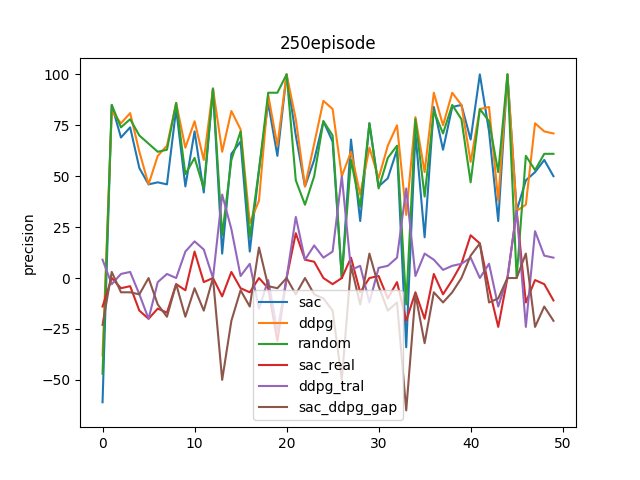 250episode
precision
100
75
50
25
0
−25
−50
0
10
20
30
40
50
sac
ddpg
random
sac_real
ddpg_tral
sac_ddpg_gap